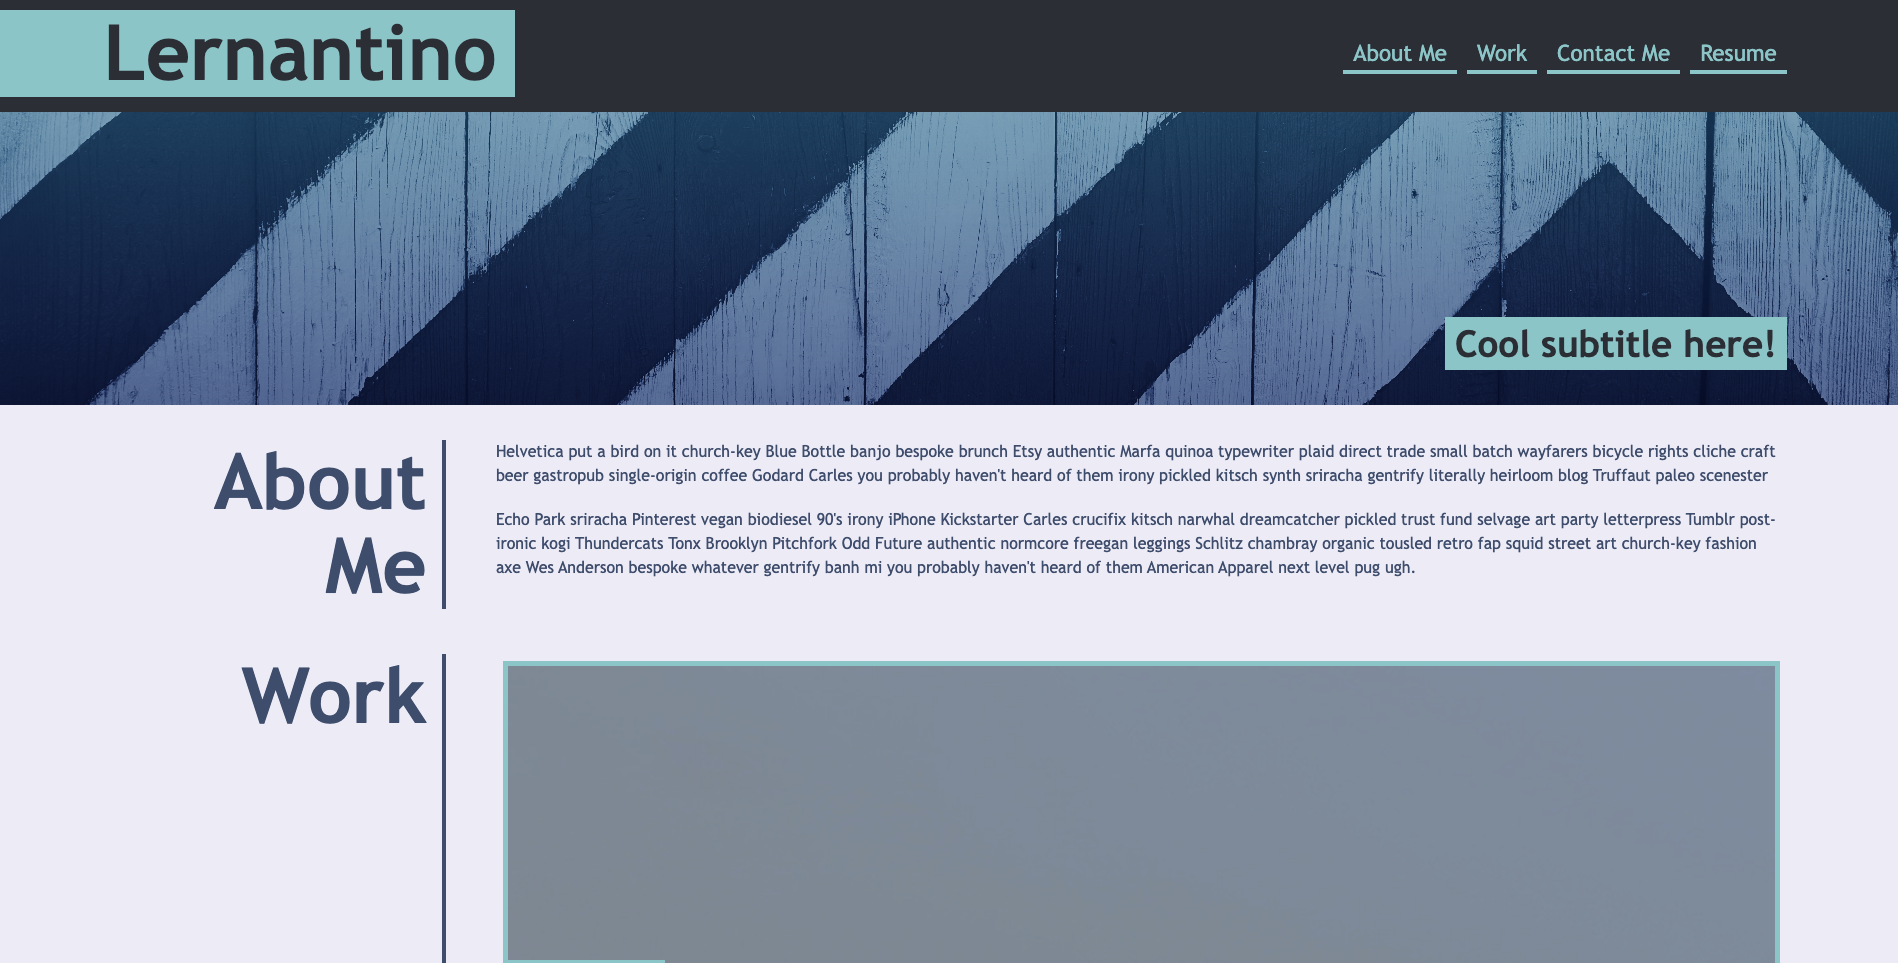 Lernantino
About Me Work Contact Me Resume
Cool subtitle here!
About
Me
Helvetica put a bird on it church-key Blue Bottle banjo bespoke brunch Etsy authentic Marfa quinoa typewriter plaid direct trade small batch wayfarers bicycle rights cliche craft
beer gastropub single-origin coffee Godard Carles you probably haven't heard of them irony pickled kitsch synth sriracha gentrify literally heirloom blog Truffaut paleo scenester
Echo Park sriracha Pinterest vegan biodiesel 90's irony iPhone Kickstarter Carles crucifix kitsch narwhal dreamcatcher pickled trust fund selvage art party letterpress Tumblr post-
ironic kogi Thundercats Tonx Brooklyn Pitchfork Odd Future authentic normcore freegan leggings Schlitz chambray organic tousled retro fap squid street art church-key fashion
axe Wes Anderson bespoke whatever gentrify banh mi you probably haven't heard of them American Apparel next level pug ugh.
Work